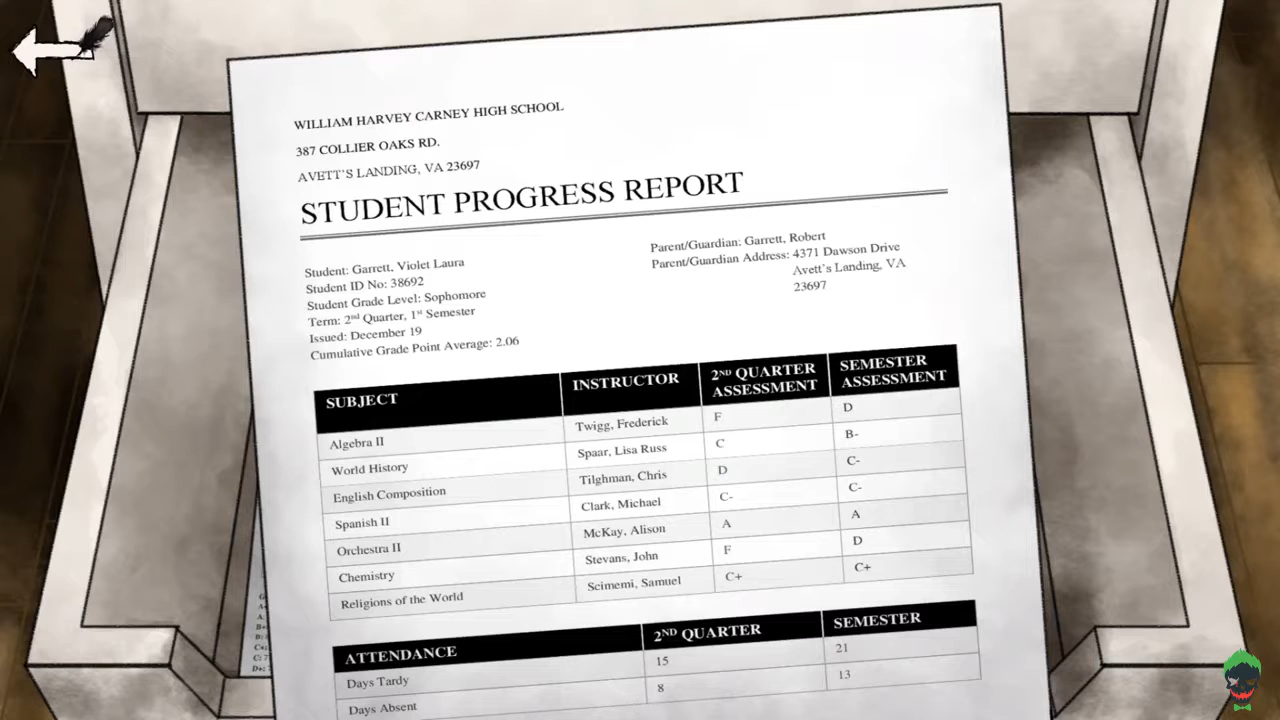 WILLIAM HARVEY CARNEY HIGH SCHOOL
387 COLLIER OAKS RD.
AVETT'S LANDING, VA 23697
STUDENT PROGRESS REPORT
Student: Garrett, Violet Laura
Student ID No: 38692
Student Grade Level: Sophomore
Term: 2nd Quarter, 1st Semester
Issued: December 19
Cumulative Grade Point Average: 2.06
Parent/Guardian: Garrett, Robert
Parent/Guardian Address: 4371 Dawson Drive
Avett's Landing, VA
23697
SUBJECT INSTRUCTOR 2ND QUARTER ASSESSMENT SEMESTER ASSESSMENT
Algebra II Twigg, Frederick F D
World History Spaar, Lisa Russ C B-
English Composition Tilghman, Chris D C-
Spanish II Clark, Michael C- C-
Orchestra II McKay, Alison A A
Chemistry Stevans, John F D
Religions of the World Scimemi, Samuel C+ C+
ATTENDANCE 2ND QUARTER SEMESTER
Days Tardy 15 21
Days Absent 8 13